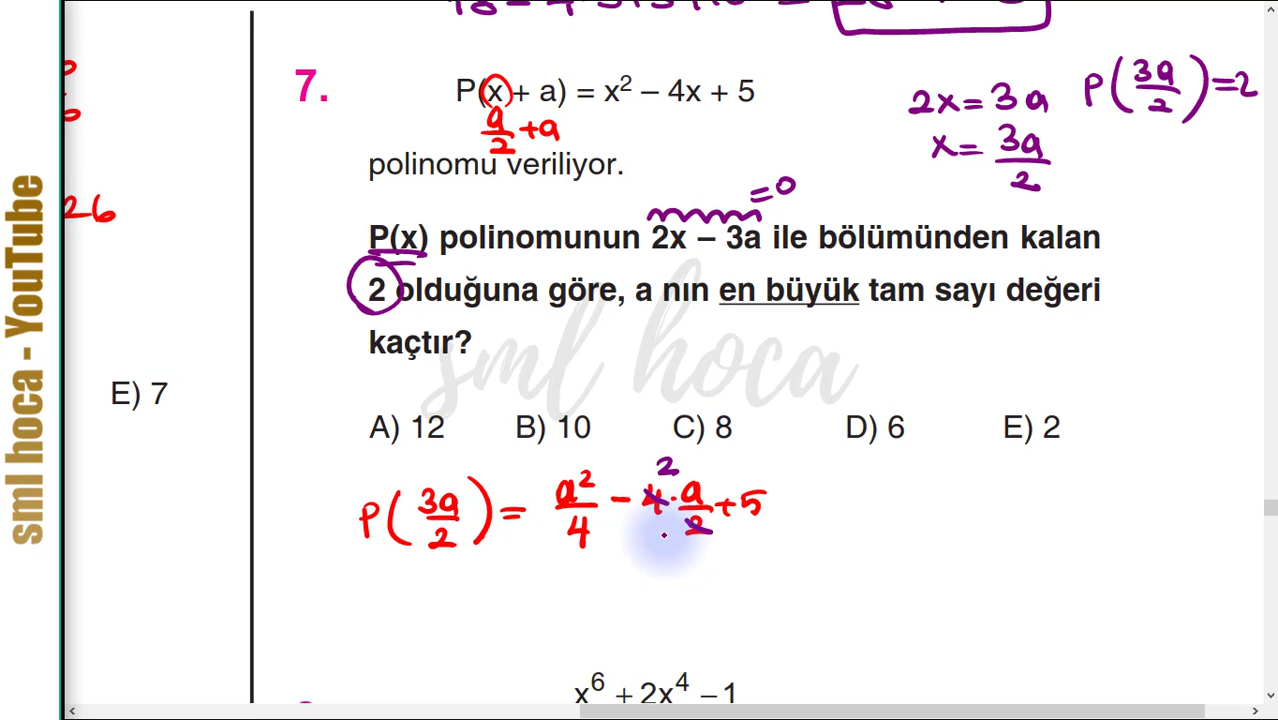 sml hoca - YouTube
26
E) 7
7.
P(x + a) = x² – 4x + 5
a/2 + a
polinomu veriliyor.
2x = 3a
x = 3a/2
P(3a/2) = 2
= 0
P(x) polinomunun 2x – 3a ile bölümünden kalan
2 olduğuna göre, a nın en büyük tam sayı değeri
kaçtır?
sml hoca
A) 12 B) 10 C) 8 D) 6 E) 2
2
P(3a/2) = a²/4 – 4 · a/2 + 5
x⁶ + 2x⁴ – 1